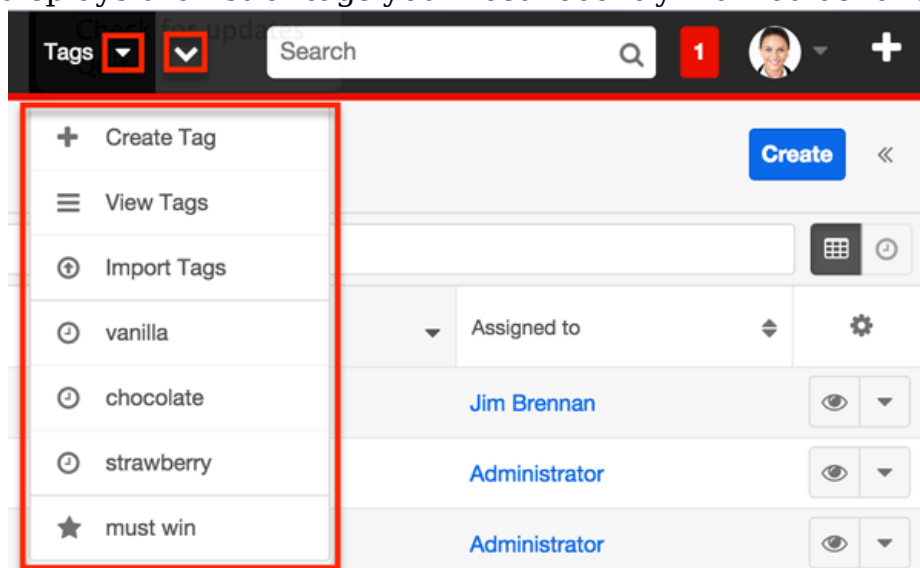 Tags
Search
1
Create Tag
Create
View Tags
Import Tags
vanilla
Assigned to
chocolate
Jim Brennan
strawberry
Administrator
must win
Administrator